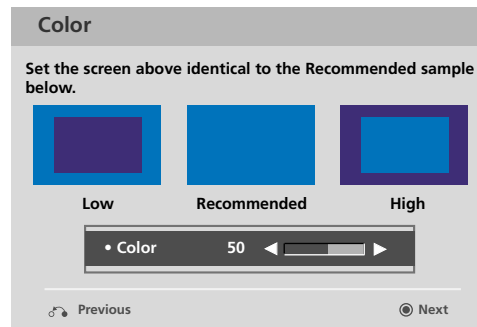 Color
Set the screen above identical to the Recommended sample
below.
Low Recommended High
• Color 50 ◀ ▶
Previous Next